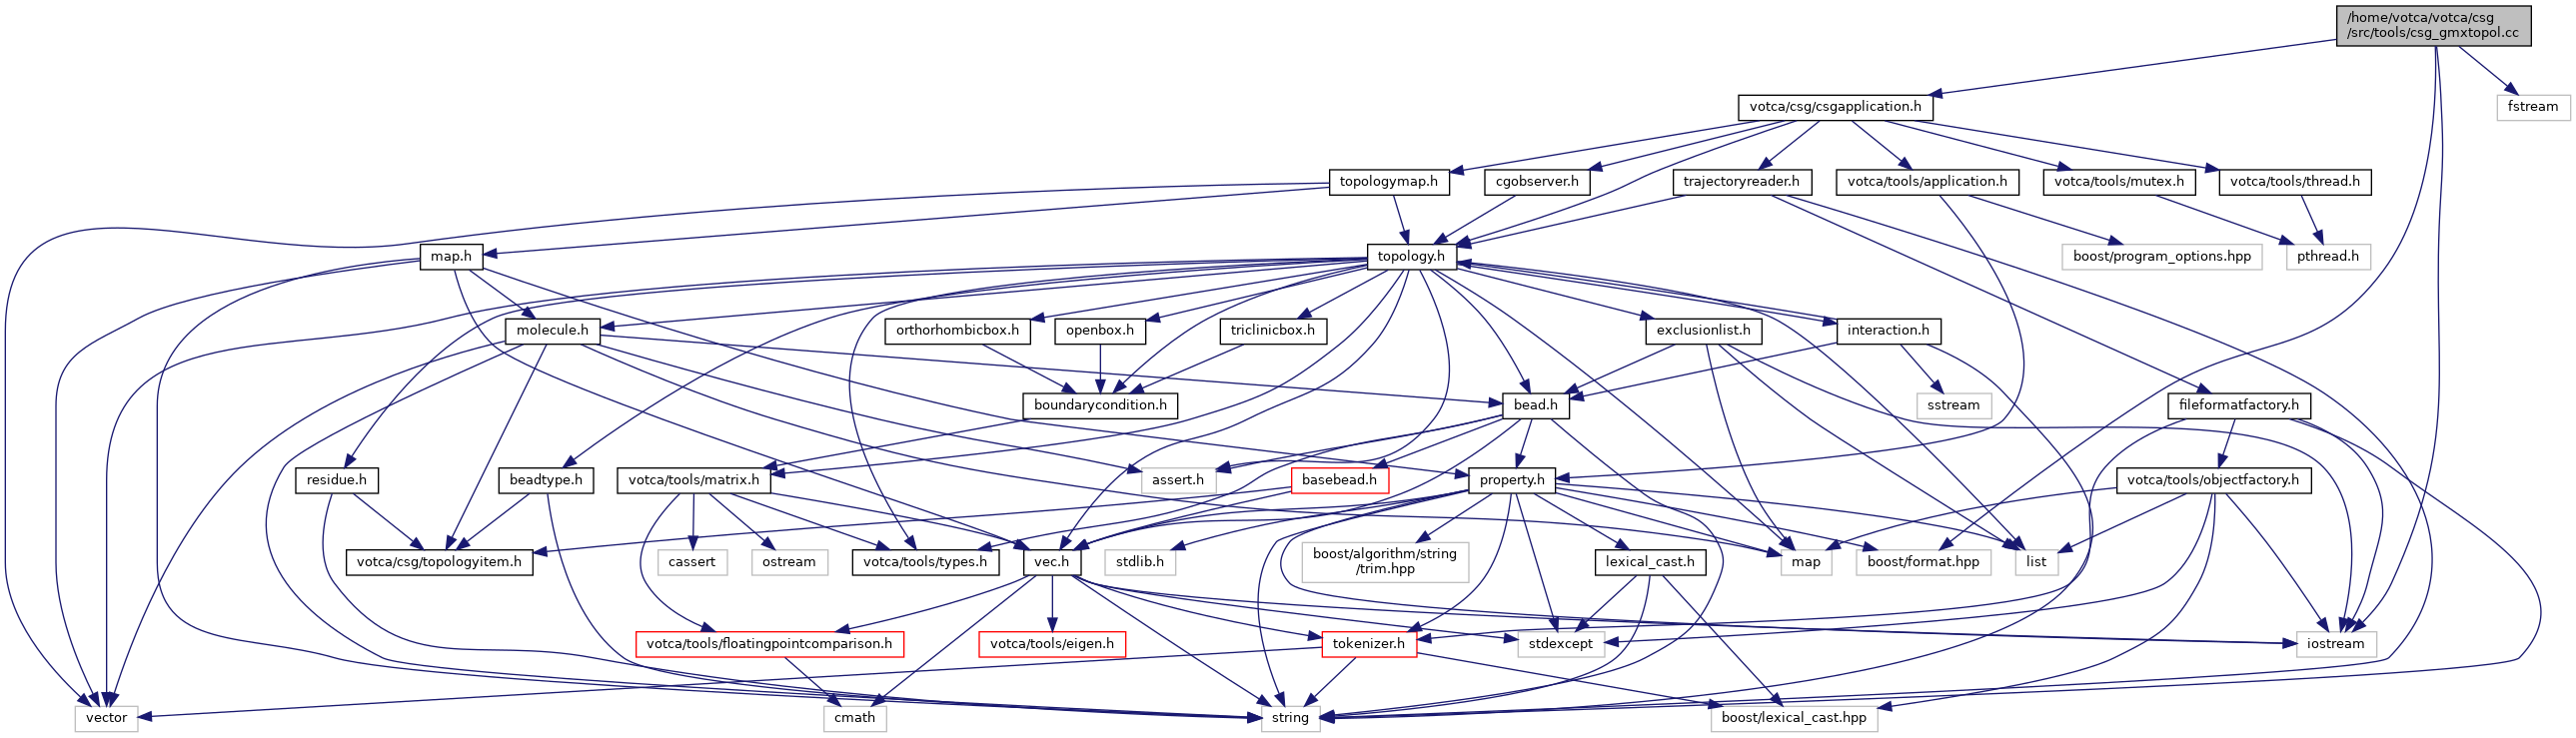 /home/votca/votca/csg
/src/tools/csg_gmxtopol.cc
votca/csg/csgapplication.h
fstream
topologymap.h
cgobserver.h
trajectoryreader.h
votca/tools/application.h
votca/tools/mutex.h
votca/tools/thread.h
map.h
topology.h
boost/program_options.hpp
pthread.h
molecule.h
orthorhombicbox.h
openbox.h
triclinicbox.h
exclusionlist.h
interaction.h
boundarycondition.h
bead.h
sstream
fileformatfactory.h
residue.h
beadtype.h
votca/tools/matrix.h
assert.h
basebead.h
property.h
votca/tools/objectfactory.h
votca/csg/topologyitem.h
cassert
ostream
votca/tools/types.h
vec.h
stdlib.h
boost/algorithm/string
/trim.hpp
lexical_cast.h
map
boost/format.hpp
list
votca/tools/floatingpointcomparison.h
votca/tools/eigen.h
tokenizer.h
stdexcept
iostream
vector
cmath
string
boost/lexical_cast.hpp